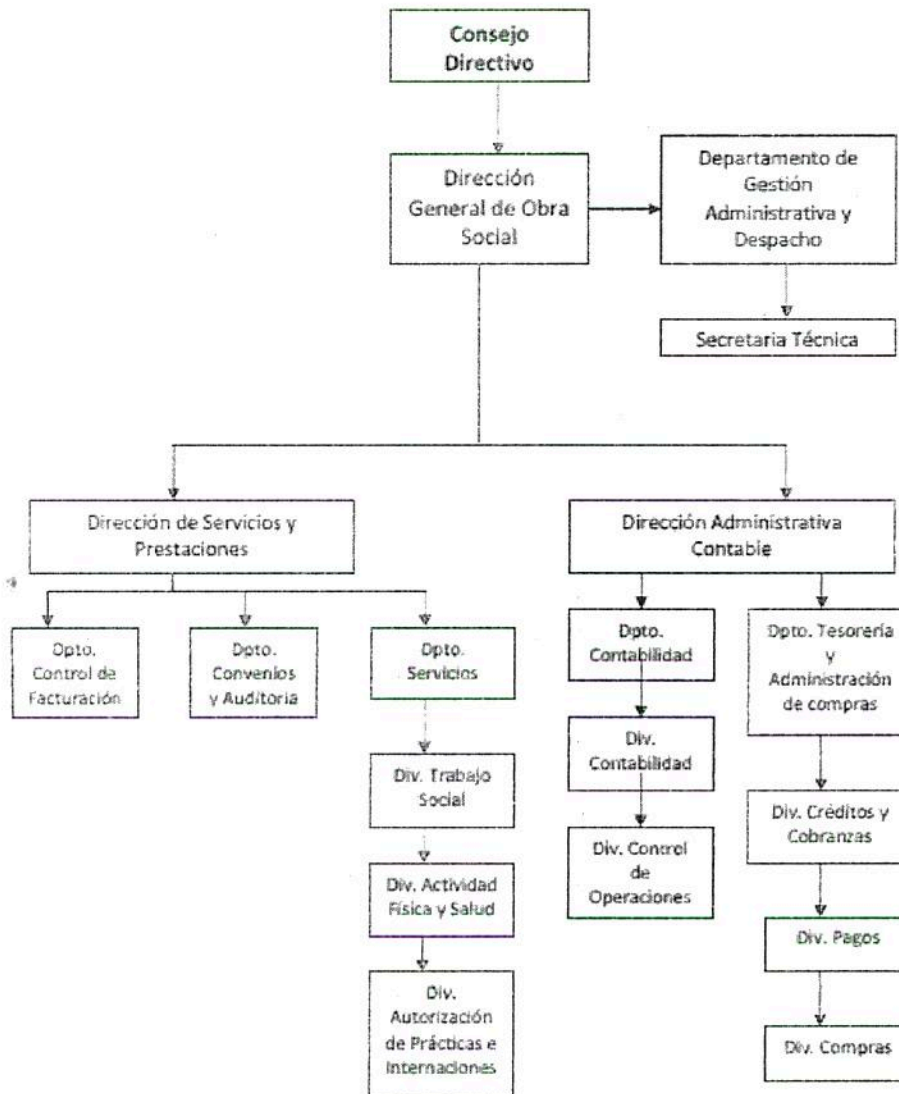 Consejo
Directivo
Dirección
General de Obra
Social
Departamento de
Gestión
Administrativa y
Despacho
Secretaria Técnica
Dirección de Servicios y
Prestaciones
Dirección Administrativa
Contable
Dpto.
Control de
Facturación
Dpto.
Convenios
y Auditoria
Dpto.
Servicios
Dpto.
Contabilidad
Dpto. Tesorería
y
Administración
de compras
Div. Trabajo
Social
Div.
Contabilidad
Div. Créditos y
Cobranzas
Div. Actividad
Física y Salud
Div. Control
de
Operaciones
Div. Pagos
Div.
Autorización
de Prácticas e
Internaciones
Div. Compras